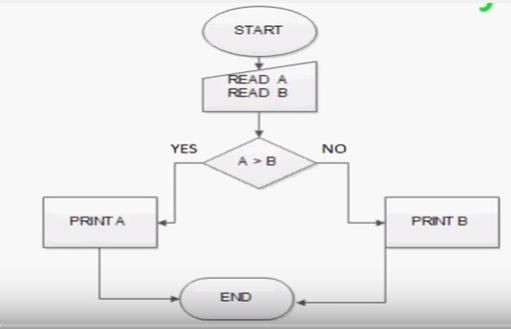 START
READ A
READ B
YES
A > B
NO
PRINT A
PRINT B
END